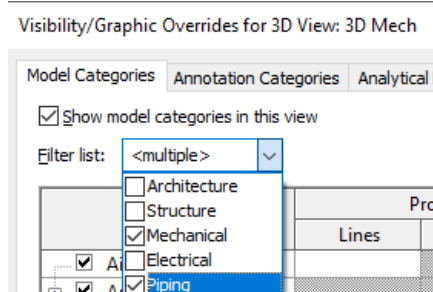 Visibility/Graphic Overrides for 3D View: 3D Mech
Model Categories Annotation Categories Analytical
Show model categories in this view
Filter list: <multiple>
Architecture
Structure
Mechanical
Electrical
Piping
Lines